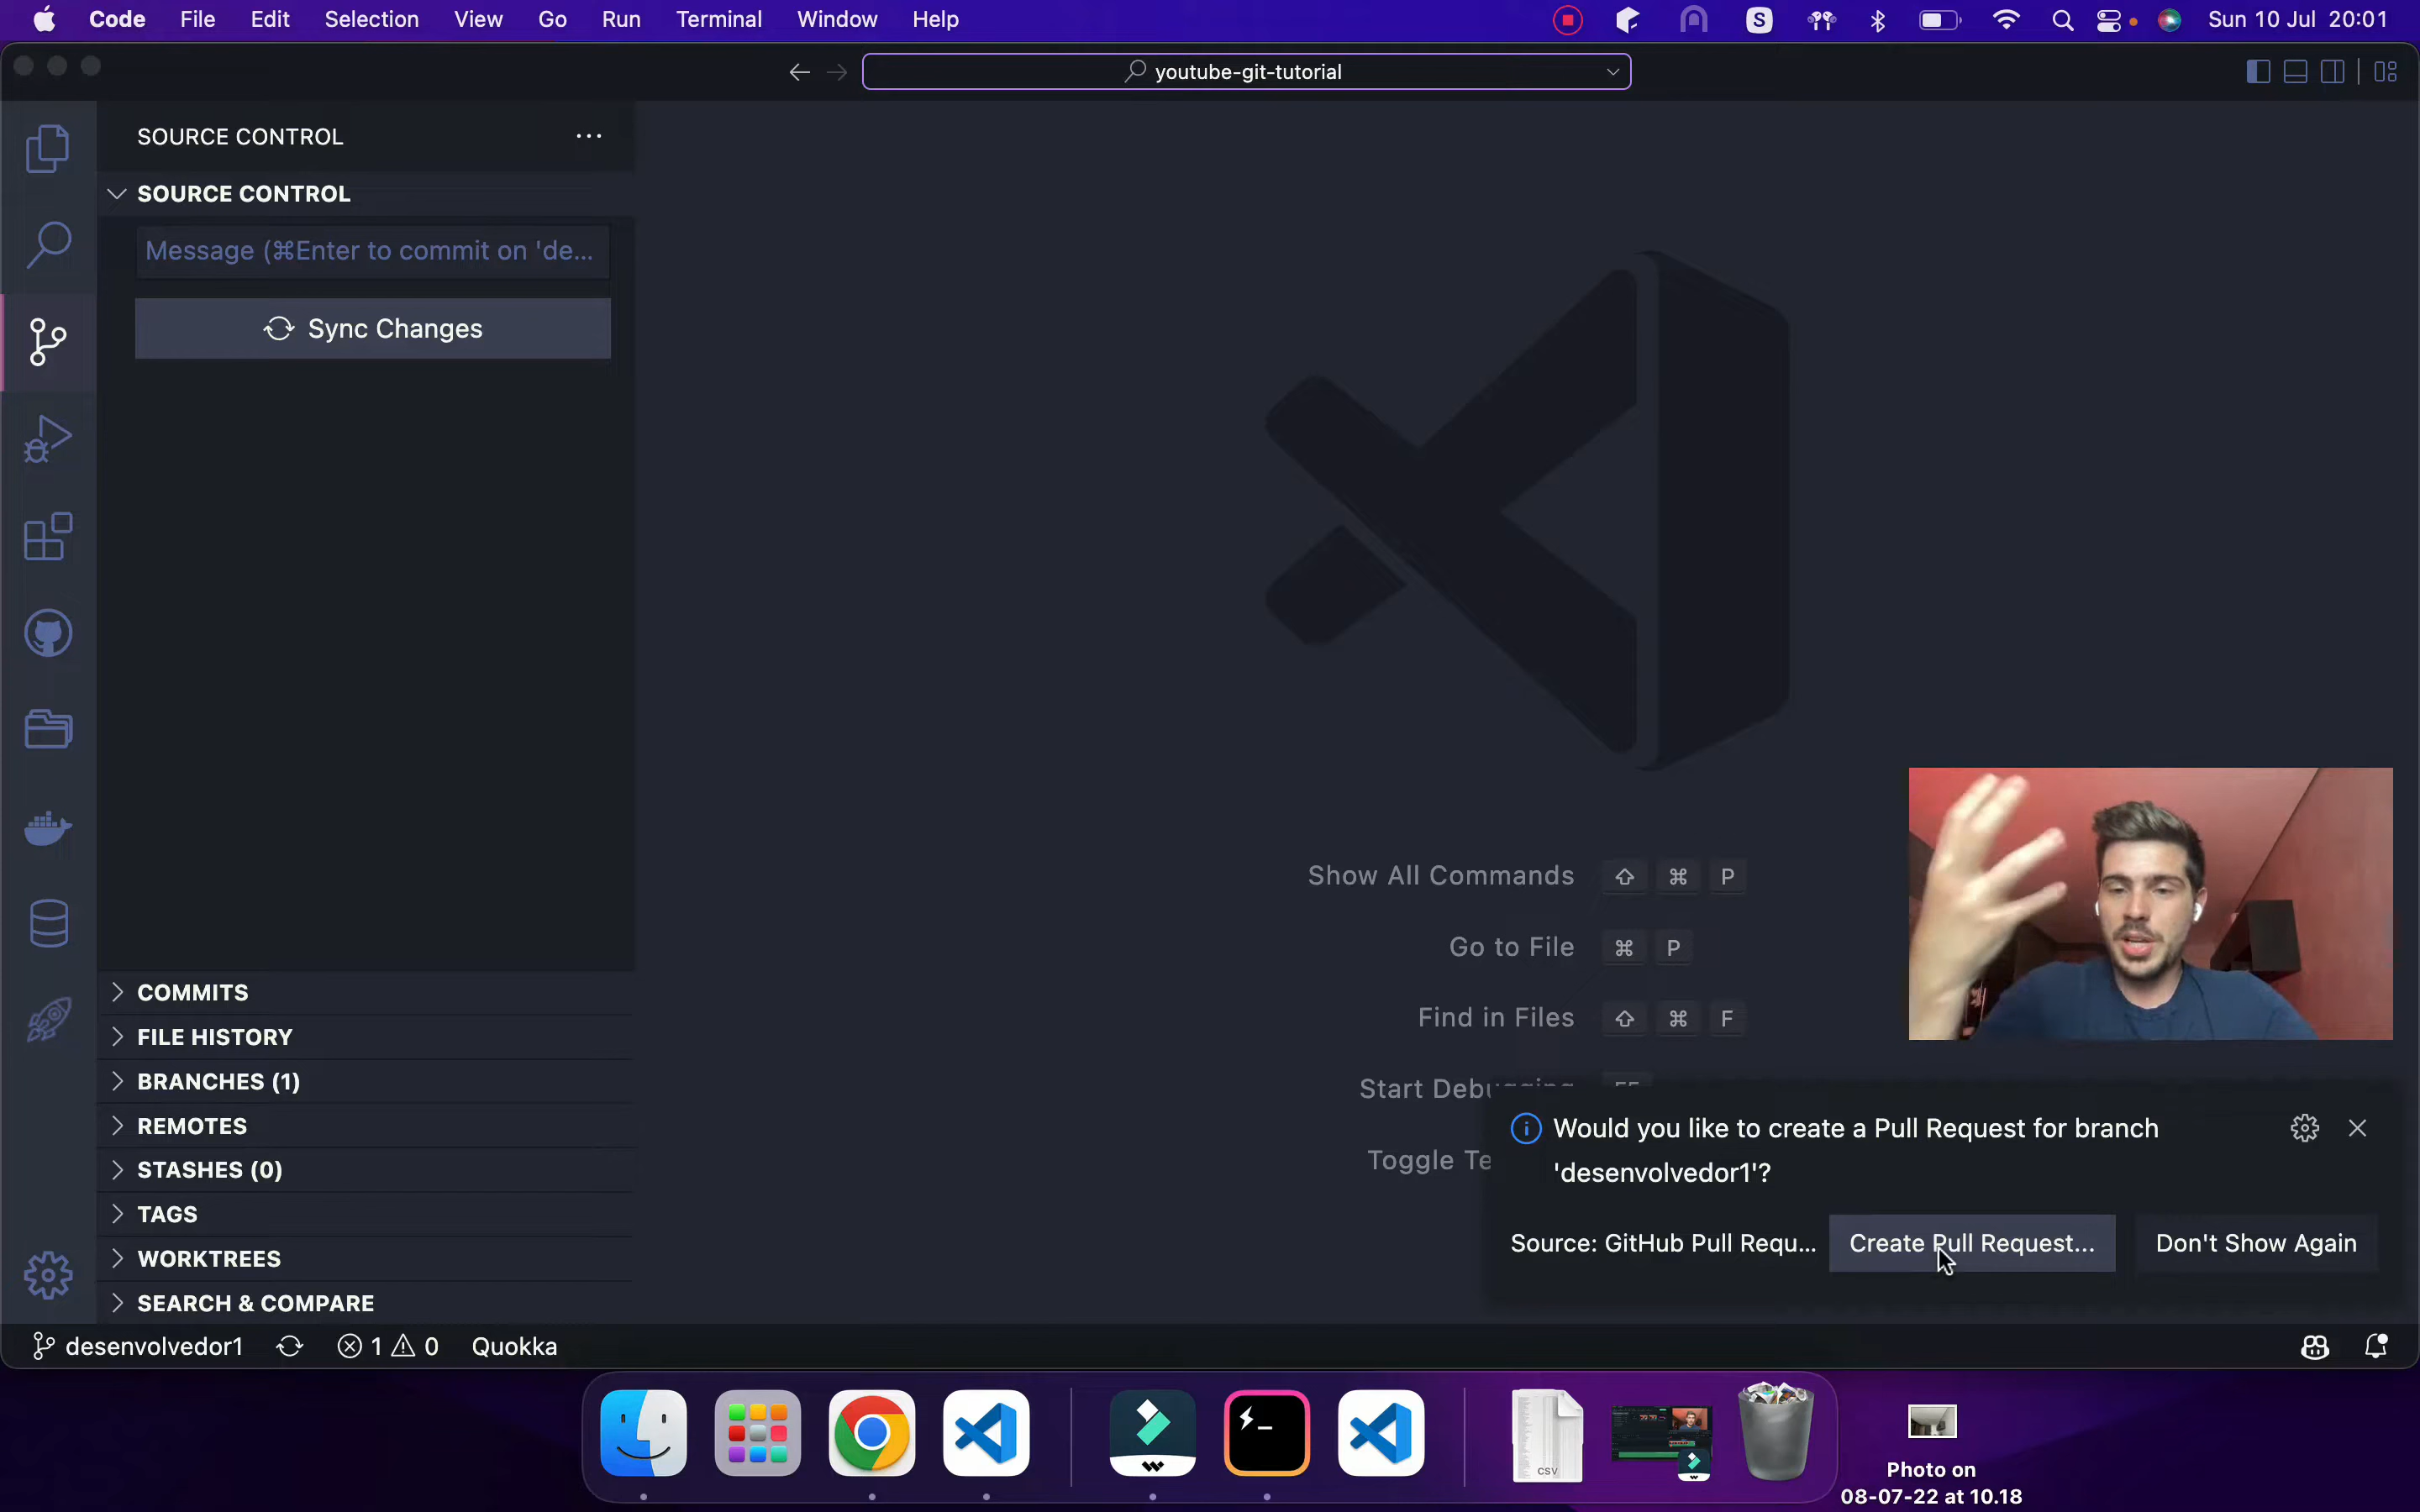 Code File Edit Selection View Go Run Terminal Window Help
S
Sun 10 Jul 20:01
youtube-git-tutorial
SOURCE CONTROL
SOURCE CONTROL
Message (⌘Enter to commit on 'de...
Sync Changes
COMMITS
FILE HISTORY
BRANCHES (1)
REMOTES
STASHES (0)
TAGS
WORKTREES
SEARCH & COMPARE
Show All Commands ⇧ ⌘ P
Go to File ⌘ P
Find in Files ⇧ ⌘ F
Start
Toggle
Would you like to create a Pull Request for branch
'desenvolvedor1'?
Source: GitHub Pull Requ...
Create Pull Request...
Don't Show Again
desenvolvedor1 1 0 Quokka
CSV
Photo on
08-07-22 at 10.18